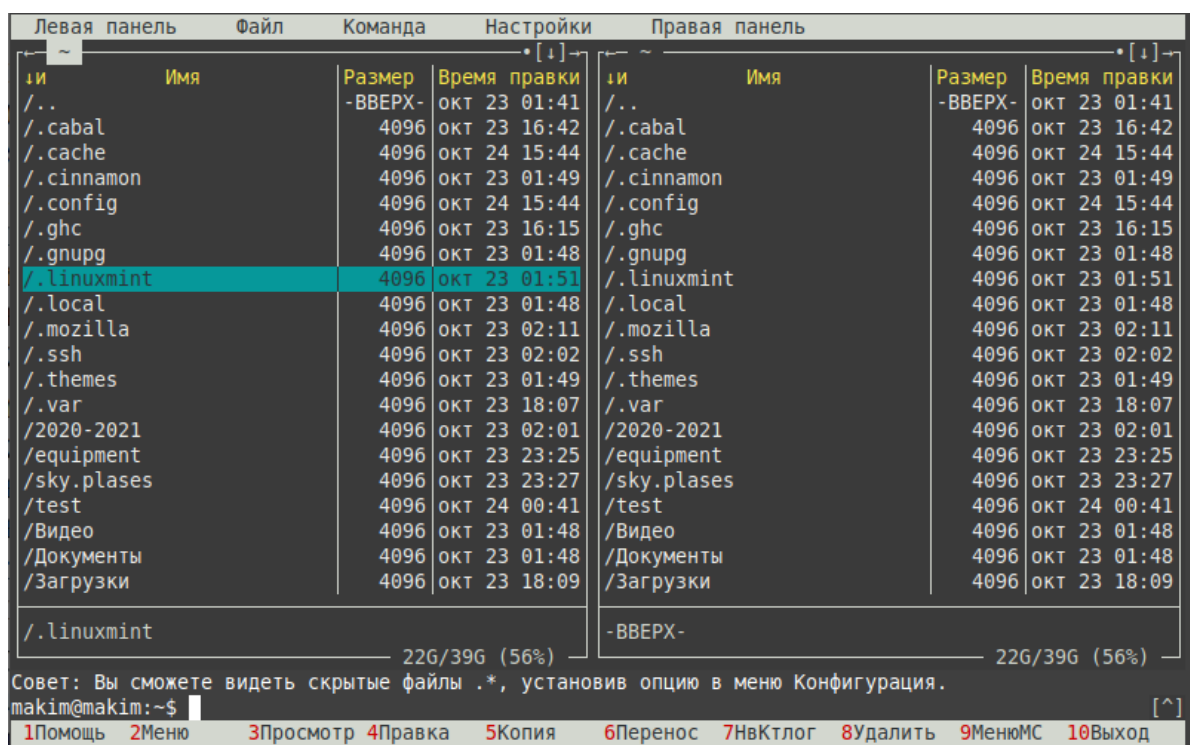 Левая панель Файл Команда Настройки Правая панель
←─ ~ •[↓]→ ←─ ~ •[↓]→
↓и Имя Размер Время правки ↓и Имя Размер Время правки
/.. -ВВЕРХ- окт 23 01:41 /.. -ВВЕРХ- окт 23 01:41
/.cabal 4096 окт 23 16:42 /.cabal 4096 окт 23 16:42
/.cache 4096 окт 24 15:44 /.cache 4096 окт 24 15:44
/.cinnamon 4096 окт 23 01:49 /.cinnamon 4096 окт 23 01:49
/.config 4096 окт 24 15:44 /.config 4096 окт 24 15:44
/.ghc 4096 окт 23 16:15 /.ghc 4096 окт 23 16:15
/.gnupg 4096 окт 23 01:48 /.gnupg 4096 окт 23 01:48
/.linuxmint 4096 окт 23 01:51 /.linuxmint 4096 окт 23 01:51
/.local 4096 окт 23 01:48 /.local 4096 окт 23 01:48
/.mozilla 4096 окт 23 02:11 /.mozilla 4096 окт 23 02:11
/.ssh 4096 окт 23 02:02 /.ssh 4096 окт 23 02:02
/.themes 4096 окт 23 01:49 /.themes 4096 окт 23 01:49
/.var 4096 окт 23 18:07 /.var 4096 окт 23 18:07
/2020-2021 4096 окт 23 02:01 /2020-2021 4096 окт 23 02:01
/equipment 4096 окт 23 23:25 /equipment 4096 окт 23 23:25
/sky.plases 4096 окт 23 23:27 /sky.plases 4096 окт 23 23:27
/test 4096 окт 24 00:41 /test 4096 окт 24 00:41
/Видео 4096 окт 23 01:48 /Видео 4096 окт 23 01:48
/Документы 4096 окт 23 01:48 /Документы 4096 окт 23 01:48
/Загрузки 4096 окт 23 18:09 /Загрузки 4096 окт 23 18:09
/.linuxmint -ВВЕРХ-
22G/39G (56%) 22G/39G (56%)
Совет: Вы сможете видеть скрытые файлы .*, установив опцию в меню Конфигурация.
makim@makim:~$ [^]
1Помощь 2Меню 3Просмотр 4Правка 5Копия 6Перенос 7НвКтлог 8Удалить 9МенюМС 10Выход